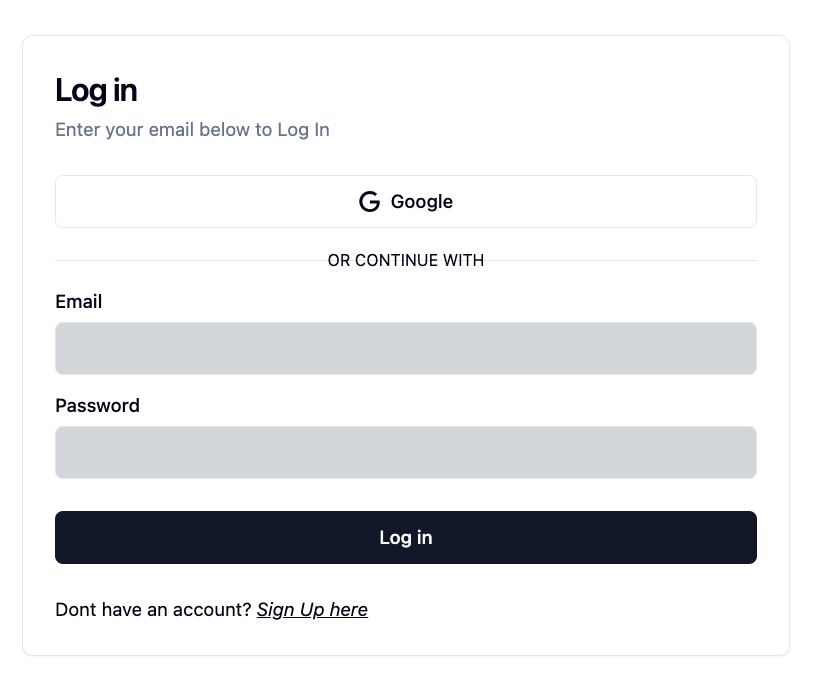 Log in
Enter your email below to Log In
Google
OR CONTINUE WITH
Email
Password
Log in
Dont have an account? Sign Up here